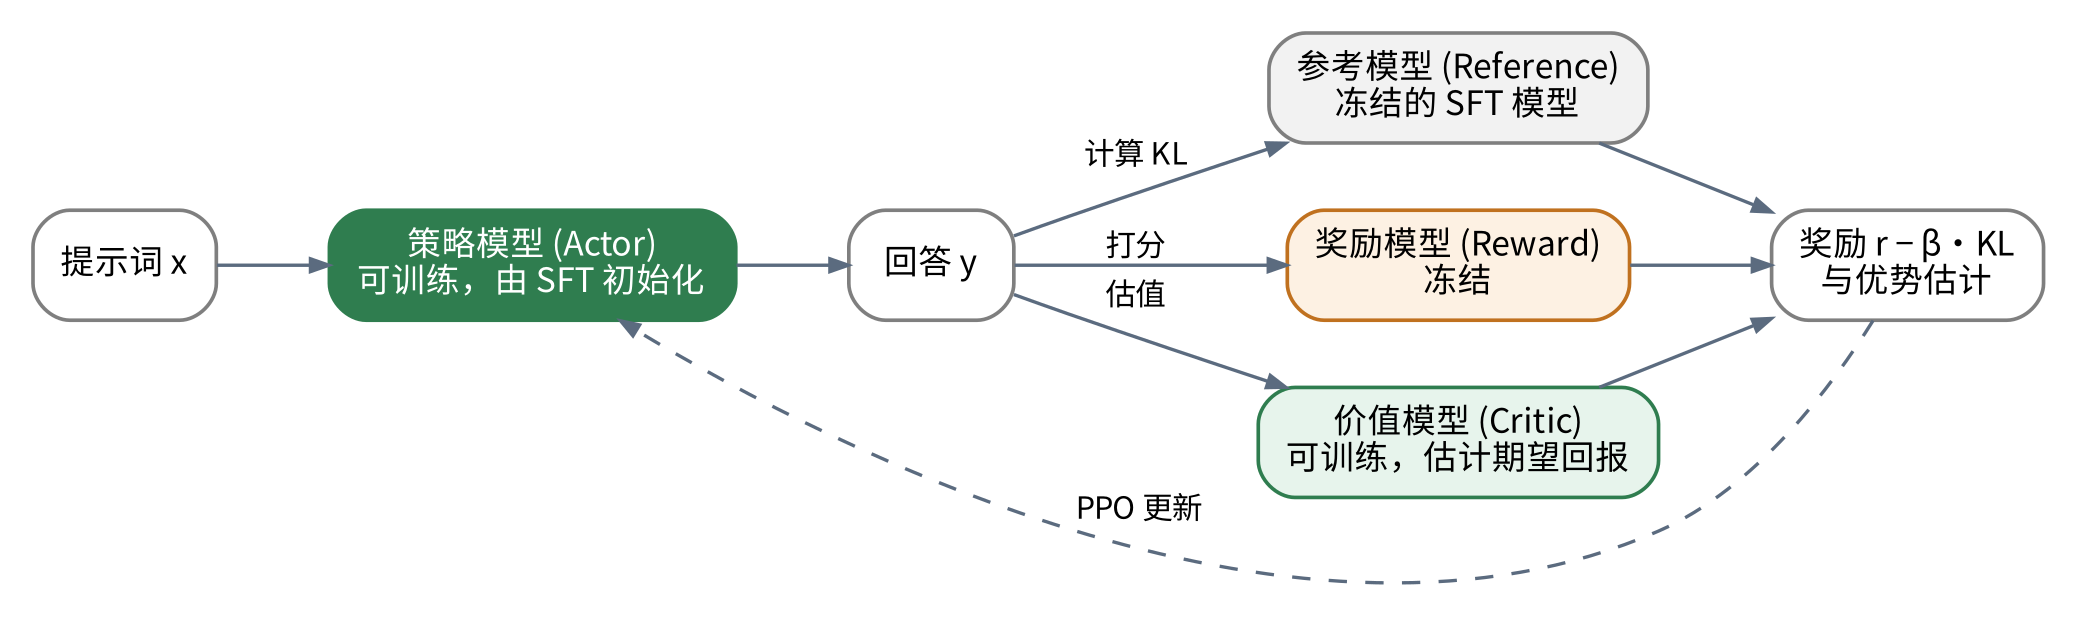 提示词 x
策略模型 (Actor)
可训练，由 SFT 初始化
回答 y
计算 KL
打分
估值
参考模型 (Reference)
冻结的 SFT 模型
奖励模型 (Reward)
冻结
价值模型 (Critic)
可训练，估计期望回报
奖励 r − β・KL
与优势估计
PPO 更新